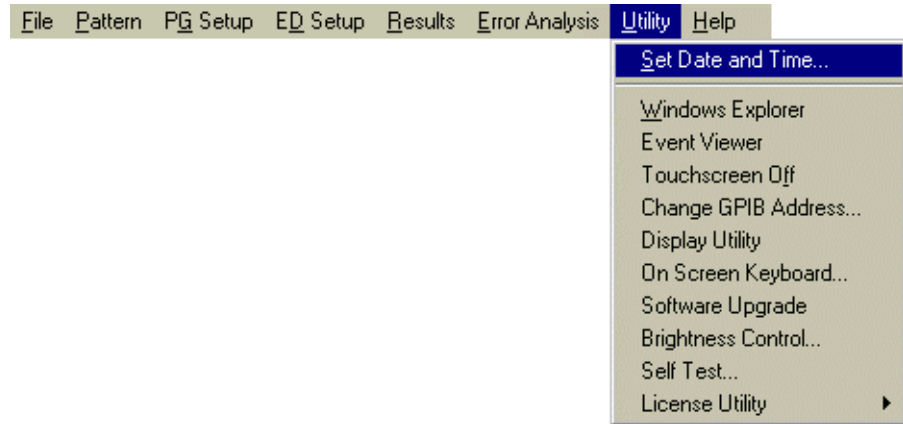 File Pattern PG Setup ED Setup Results Error Analysis Utility Help
Set Date and Time...
Windows Explorer
Event Viewer
Touchscreen Off
Change GPIB Address...
Display Utility
On Screen Keyboard...
Software Upgrade
Brightness Control...
Self Test...
License Utility